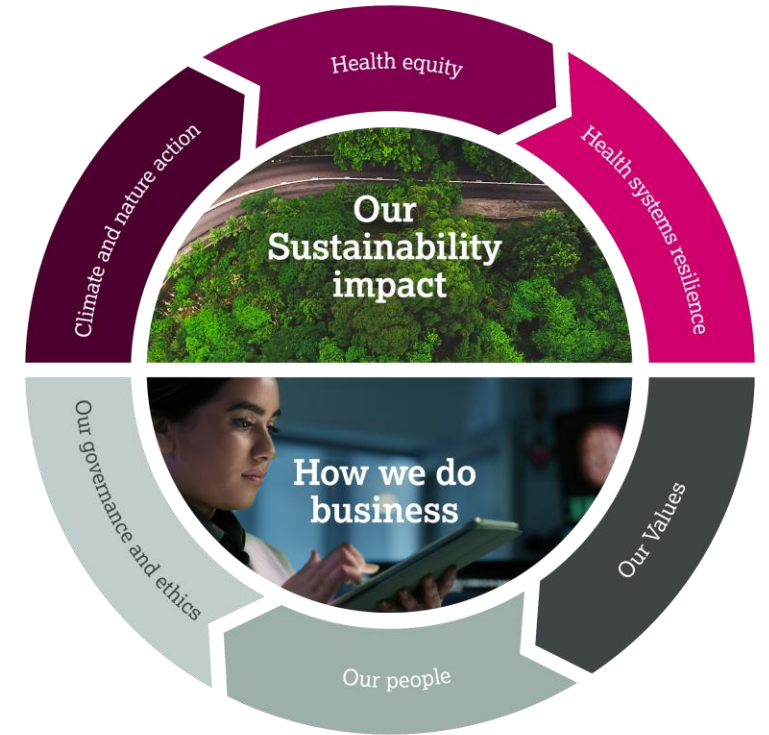 Health equity
Climate and nature action
Health systems resilience
Our
Sustainability
impact
How we do
business
Our governance and ethics
Our Values
Our people